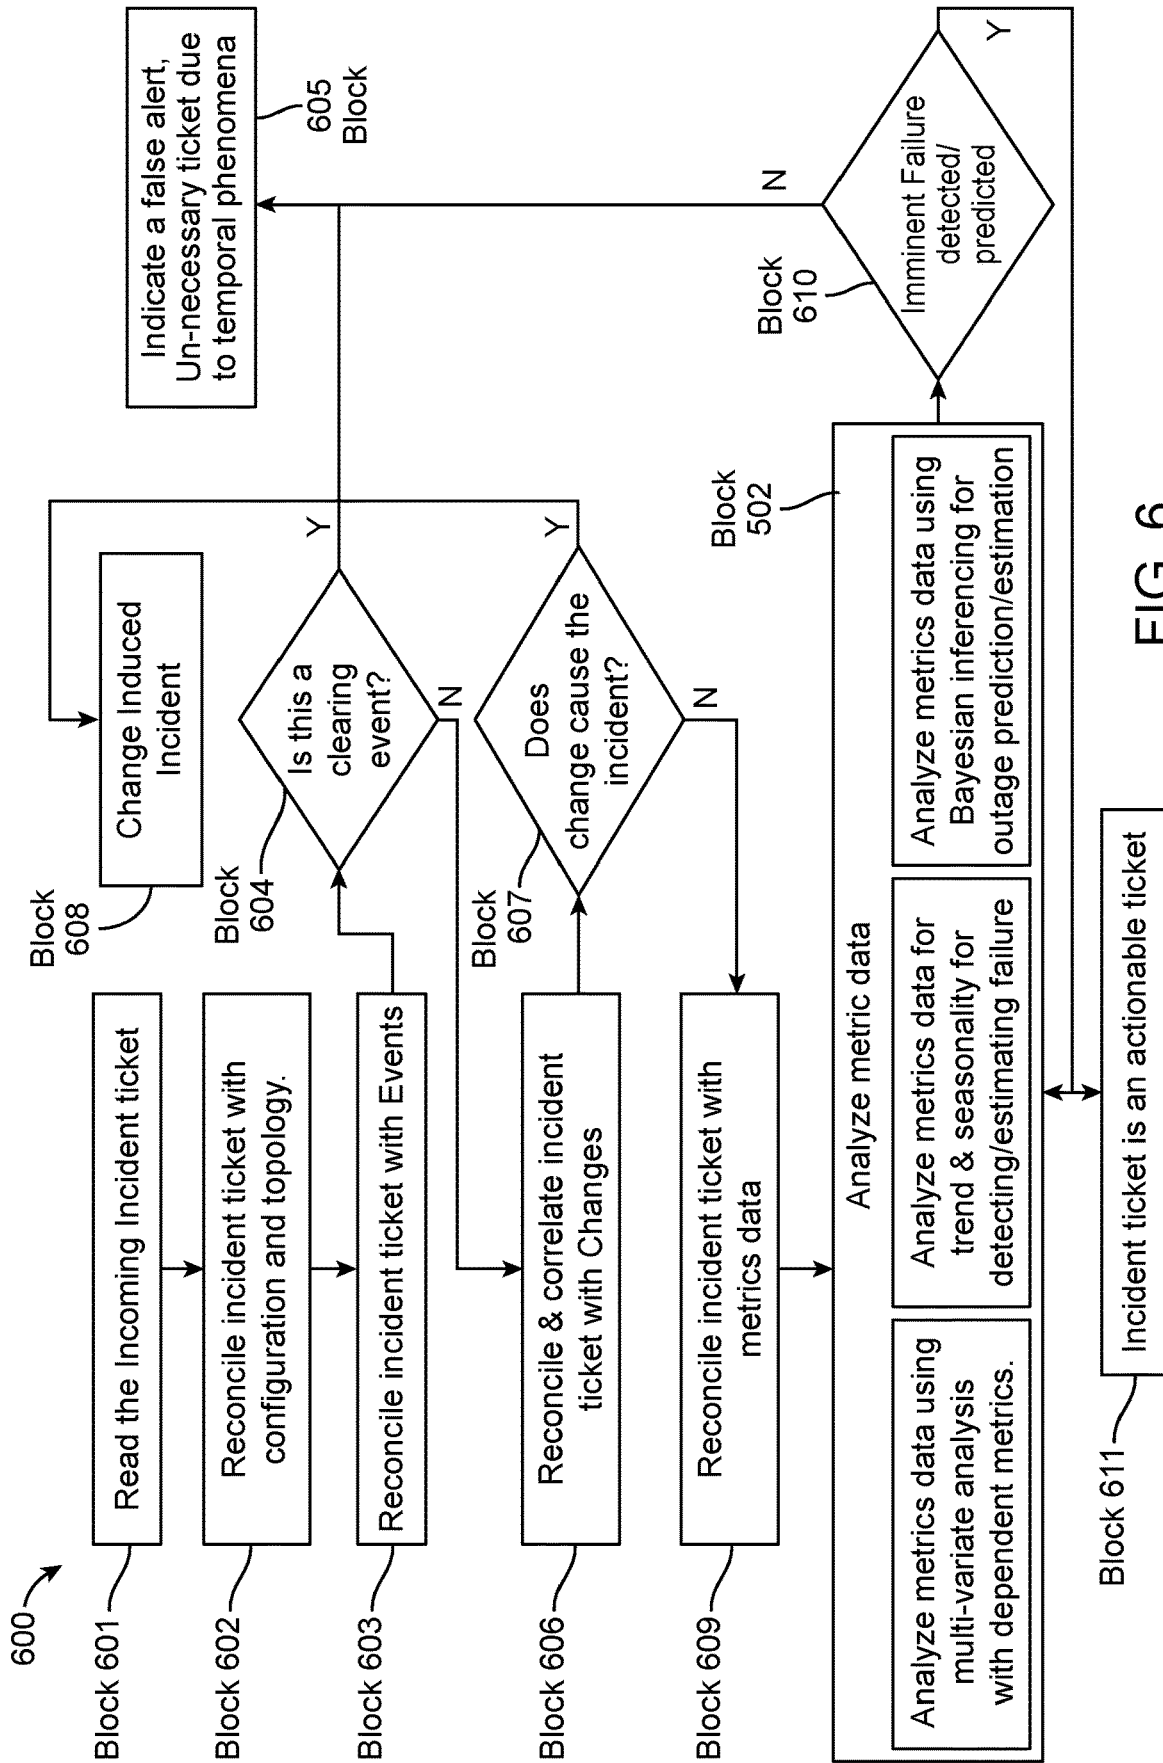 600
Block 601
Read the Incoming Incident ticket
Block 602
Reconcile incident ticket with
configuration and topology.
Block 603
Reconcile incident ticket with Events
Block
608
Change Induced
Incident
Block
604
Is this a
clearing
event?
Y
N
Indicate a false alert,
Un-necessary ticket due
to temporal phenomena
605
Block
Block 606
Reconcile & correlate incident
ticket with Changes
Block
607
Does
change cause the
incident?
Y
N
Block 609
Reconcile incident ticket with
metrics data
Block
502
Analyze metric data
Analyze metrics data using
multi-variate analysis
with dependent metrics.
Analyze metrics data for
trend & seasonality for
detecting/estimating failure
Analyze metrics data using
Bayesian inferencing for
outage prediction/estimation
Block
610
Imminent Failure
detected/
predicted
N
Y
Block 611
Incident ticket is an actionable ticket
FIG. 6